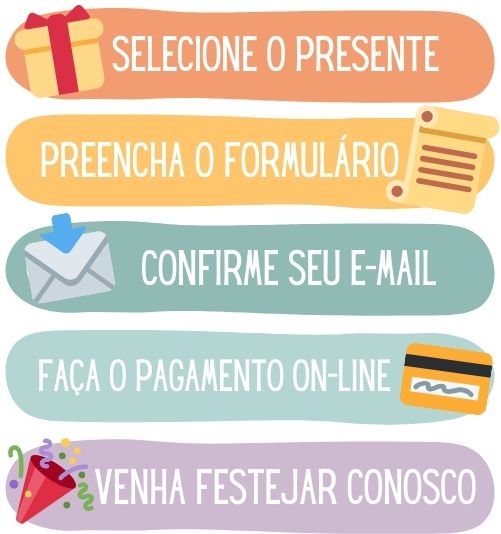 SELECIONE O PRESENTE
PREENCHA O FORMULÁRIO
CONFIRME SEU E-MAIL
FAÇA O PAGAMENTO ON-LINE
VENHA FESTEJAR CONOSCO